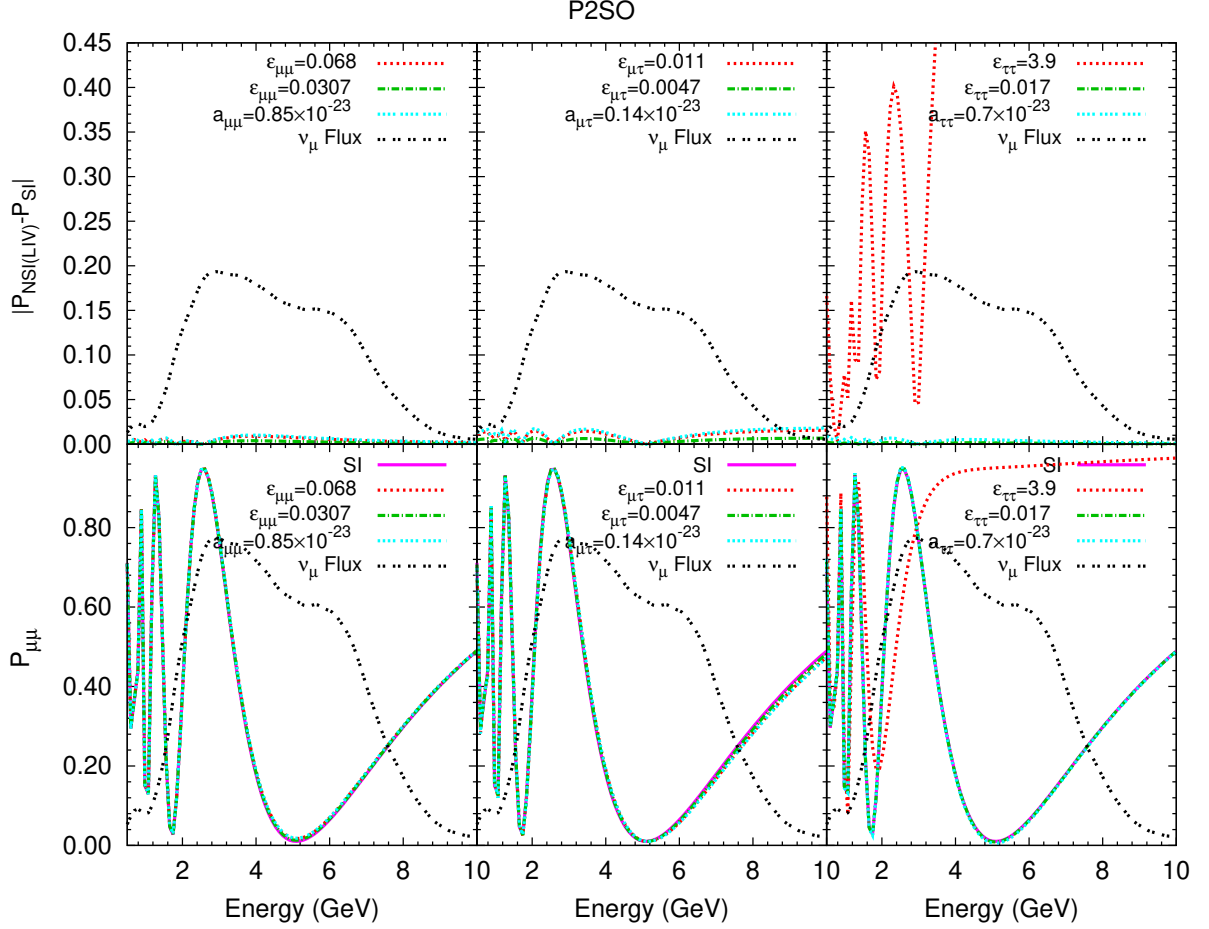 P2SO
|P_NSI(LIV)-P_SI|
0.45
0.40
0.35
0.30
0.25
0.20
0.15
0.10
0.05
0.00
ε_μμ=0.068
ε_μμ=0.0307
a_μμ=0.85×10^-23
ν_μ Flux
ε_μτ=0.011
ε_μτ=0.0047
a_μτ=0.14×10^-23
ν_μ Flux
ε_ττ=3.9
ε_ττ=0.017
a_ττ=0.7×10^-23
ν_μ Flux
P_μμ
0.80
0.60
0.40
0.20
0.00
SI
ε_μμ=0.068
ε_μμ=0.0307
a_μμ=0.85×10^-23
ν_μ Flux
SI
ε_μτ=0.011
ε_μτ=0.0047
a_μτ=0.14×10^-23
ν_μ Flux
SI
ε_ττ=3.9
ε_ττ=0.017
a_ττ=0.7×10^-23
ν_μ Flux
2 4 6 8 10
2 4 6 8 10
2 4 6 8 10
Energy (GeV)
Energy (GeV)
Energy (GeV)